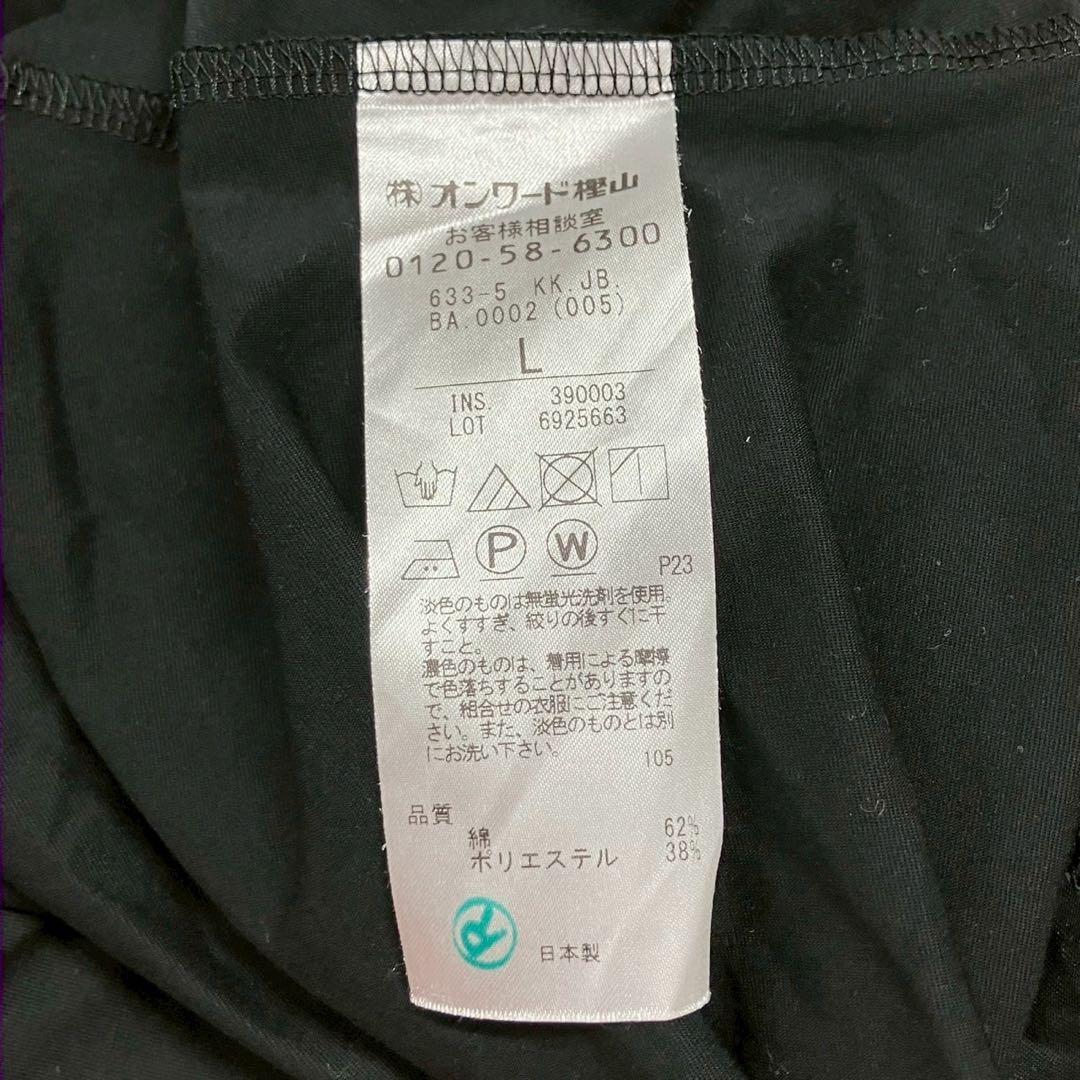 ㈱オンワード樫山
お客様相談室
0120-58-6300
633-5 KK.JB.
BA.0002 (005)
L
INS. 390003
LOT 6925663
P W
P23
淡色のものは無蛍光洗剤を使用。
よくすすぎ、絞りの後すぐに干
すこと。
濃色のものは、着用による摩擦
で色落ちすることがありますの
で、組合せの衣服にご注意くだ
さい。また、淡色のものとは別
にお洗い下さい。
105
品質
綿 62%
ポリエステル 38%
日本製